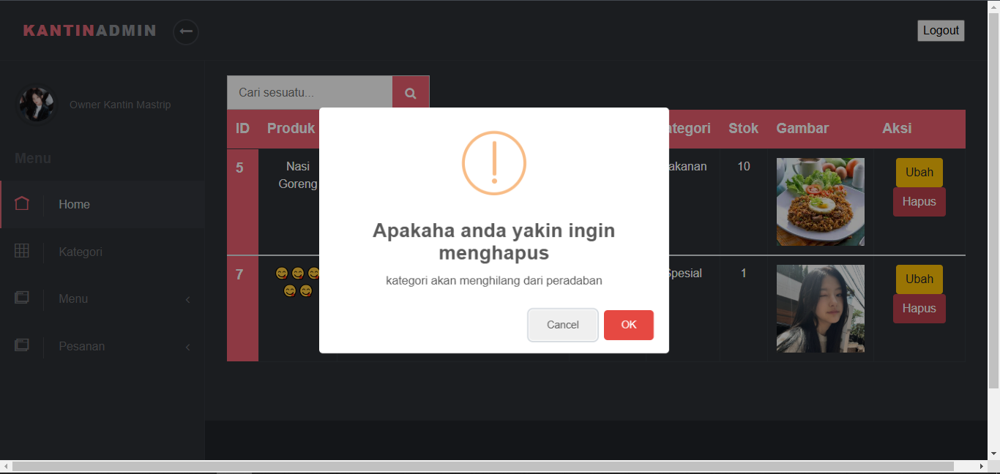 KANTINADMIN
Logout
Owner Kantin Mastrip
Cari sesuatu...
Menu
ID Produk ategori Stok Gambar Aksi
5 Nasi akanan 10 Ubah
Goreng Hapus
Home
Apakaha anda yakin ingin
menghapus
Kategori
7 Spesial 1 Ubah
kategori akan menghilang dari peradaban
Menu
Hapus
Cancel OK
Pesanan